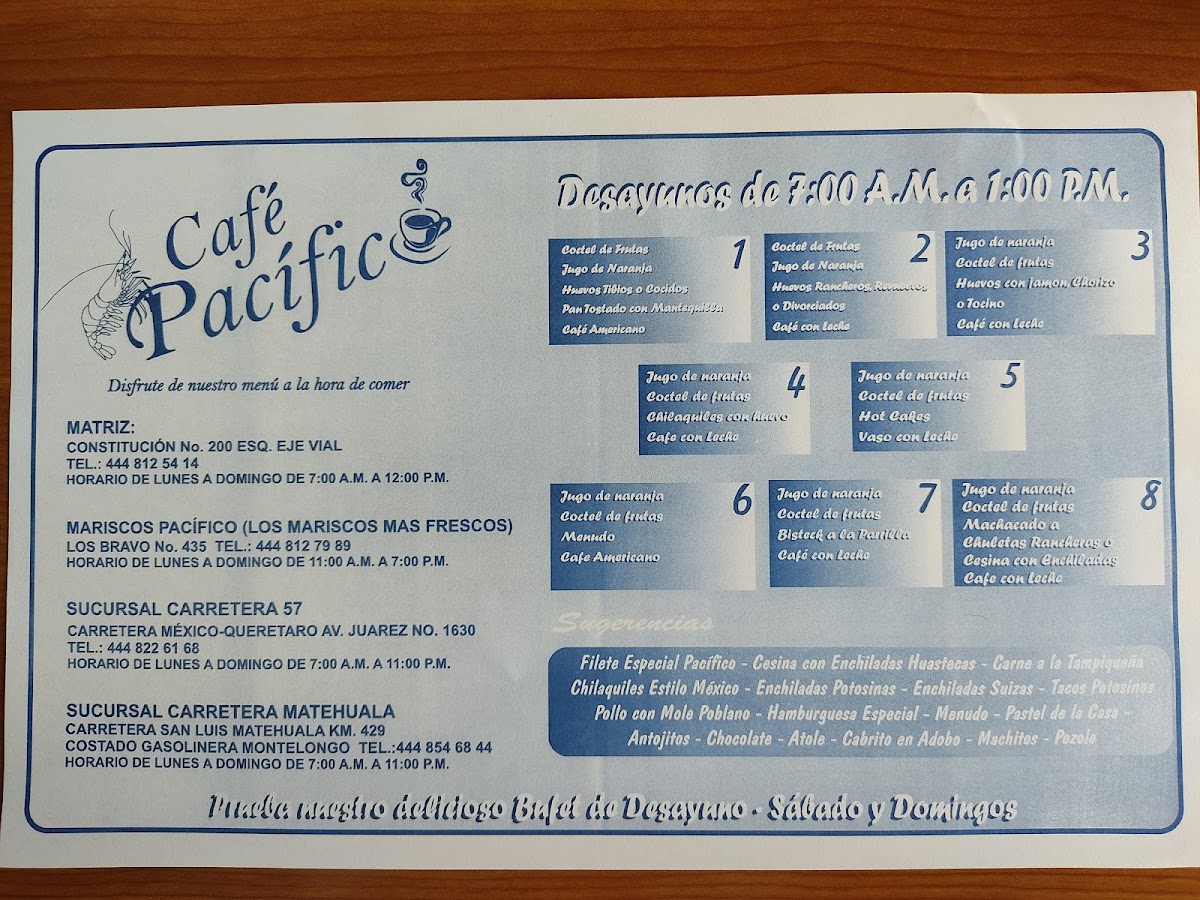 Café
Pacífico
Disfrute de nuestro menú a la hora de comer
MATRIZ:
CONSTITUCIÓN No. 200 ESQ. EJE VIAL
TEL.: 444 812 54 14
HORARIO DE LUNES A DOMINGO DE 7:00 A.M. A 12:00 P.M.
MARISCOS PACÍFICO (LOS MARISCOS MAS FRESCOS)
LOS BRAVO No. 435 TEL.: 444 812 79 89
HORARIO DE LUNES A DOMINGO DE 11:00 A.M. A 7:00 P.M.
SUCURSAL CARRETERA 57
CARRETERA MÉXICO-QUERETARO AV. JUAREZ NO. 1630
TEL.: 444 822 61 68
HORARIO DE LUNES A DOMINGO DE 7:00 A.M. A 11:00 P.M.
SUCURSAL CARRETERA MATEHUALA
CARRETERA SAN LUIS MATEHUALA KM. 429
COSTADO GASOLINERA MONTELONGO TEL.:444 854 68 44
HORARIO DE LUNES A DOMINGO DE 7:00 A.M. A 11:00 P.M.
Desayunos de 7:00 A.M. a 1:00 P.M.
1
Coctel de Frutas
Jugo de Naranja
Huevos Tibios o Cocidos
Pan Tostado con Mantequilla
Café Americano
2
Coctel de Frutas
Jugo de Naranja
Huevos Rancheros, Revueltos
o Divorciados
Café con Leche
3
Jugo de naranja
Coctel de frutas
Huevos con jamon, Chorizo
o Tocino
Café con Leche
4
Jugo de naranja
Coctel de frutas
Chilaquiles con huevo
Cafe con Leche
5
Jugo de naranja
Coctel de frutas
Hot Cakes
Vaso con Leche
6
Jugo de naranja
Coctel de frutas
Menudo
Cafe Americano
7
Jugo de naranja
Coctel de frutas
Bisteck a la Parrilla
Café con Leche
8
Jugo de naranja
Coctel de frutas
Machacado a
Chuletas Rancheras o
Cesina con Enchiladas
Cafe con Leche
Sugerencias
Filete Especial Pacífico - Cesina con Enchiladas Huastecas - Carne a la Tampiqueña
Chilaquiles Estilo México - Enchiladas Potosinas - Enchiladas Suizas - Tacos Potosinos
Pollo con Mole Poblano - Hamburguesa Especial - Menudo - Pastel de la Casa -
Antojitos - Chocolate - Atole - Cabrito en Adobo - Machitos - Pozole
Prueba nuestro delicioso Bufet de Desayuno - Sábado y Domingos